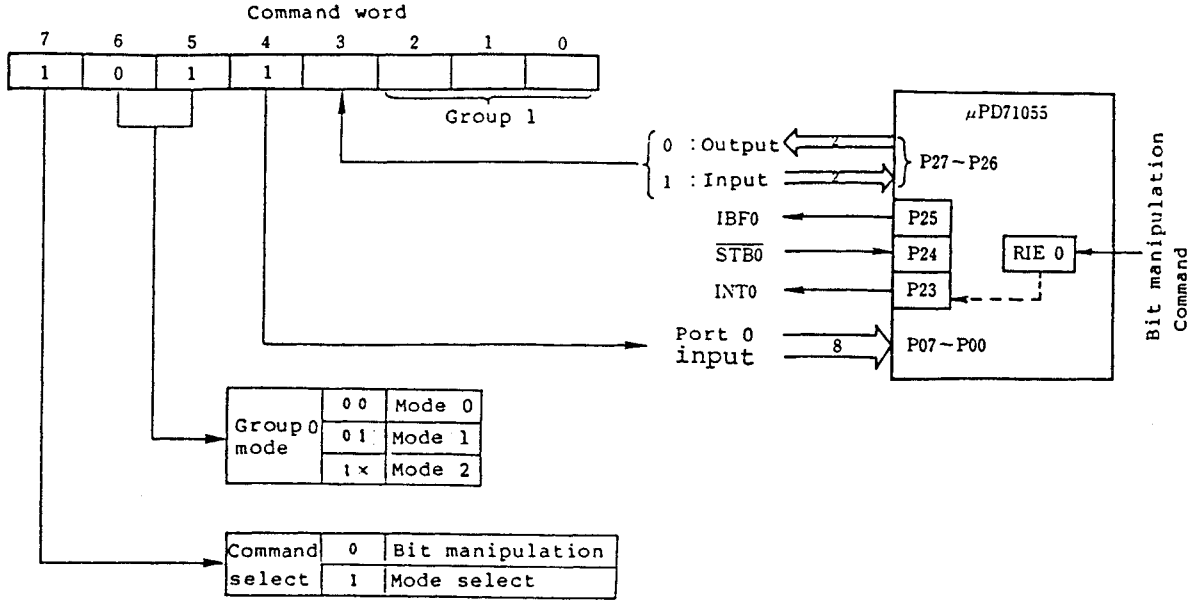 Command word
7 6 5 4 3 2 1 0
1 0 1 1
Group 1
0 : Output
1 : Input
2
2
μPD71055
P27~P26
IBF0
P25
STB0
P24
RIE 0
INT0
P23
Port 0
input
8
P07~P00
Bit manipulation
Command
Group 0
mode
0 0 Mode 0
0 1 Mode 1
1 × Mode 2
Command
select
0 Bit manipulation
1 Mode select